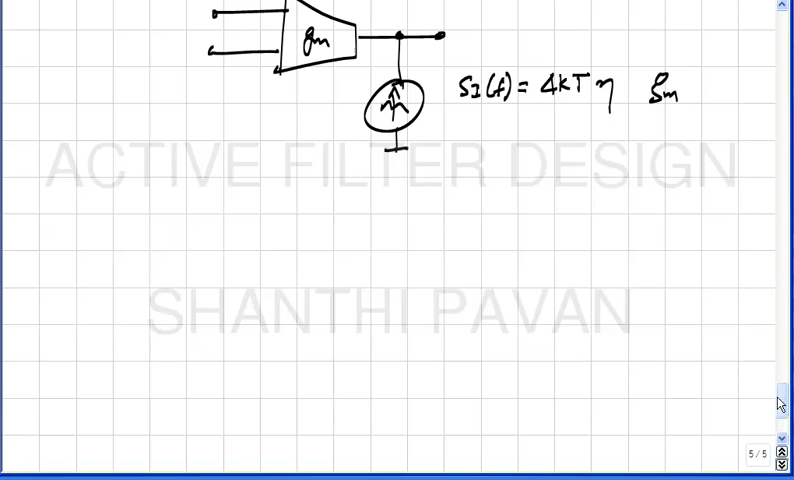 gm
SI(f) = 4kT η gm
ACTIVE FILTER DESIGN
SHANTHI PAVAN
5 / 5